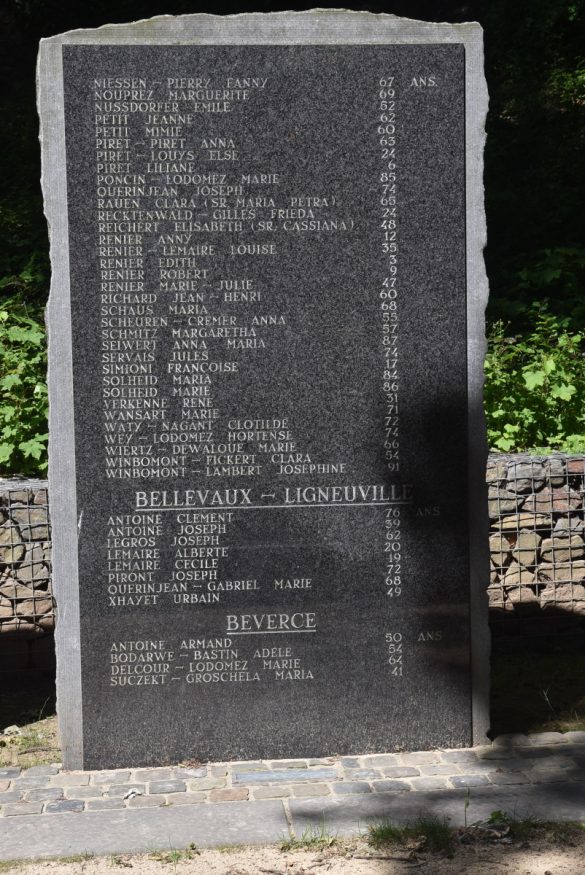 NIESSEN – PIERRY FANNY 67 ANS.
NOUPREZ MARGUERITE 69
NUSSDORFER EMILE 52
PETIT JEANNE 62
PETIT MIMIE 60
PIRET – PIRET ANNA 63
PIRET – LOUYS ELSE 24
PIRET LILIANE 6
PONCIN – LODOMEZ MARIE 85
QUERINJEAN JOSEPH 74
RAUEN CLARA (SR. MARIA PETRA) 65
RECKTENWALD – GILLES FRIEDA 24
REICHERT ELISABETH (SR. CASSIANA) 48
RENIER ANNY 12
RENIER – LEMAIRE LOUISE 35
RENIER EDITH 3
RENIER ROBERT 9
RENIER MARIE – JULIE 47
RICHARD JEAN – HENRI 60
SCHAUS MARIA 68
SCHEUREN – CREMER ANNA 55
SCHMITZ MARGARETHA 57
SEIWERT ANNA MARIA 87
SERVAIS JULES 74
SIMIONI FRANCOISE 17
SOLHEID MARIA 84
SOLHEID MARIE 86
VERKENNE RENE 31
WANSART MARIE 71
WATY – NAGANT CLOTILDE 72
WEY – LODOMEZ HORTENSE 74
WIERTZ – DEWALQUE MARIE 66
WINBOMONT – FICKERT CLARA 54
WINBOMONT – LAMBERT JOSEPHINE 91
BELLEVAUX – LIGNEUVILLE
ANTOINE CLEMENT 76 ANS
ANTOINE JOSEPH 39
LEGROS JOSEPH 62
LEMAIRE ALBERTE 20
LEMAIRE CECILE 19
PIRONT JOSEPH 72
QUERINJEAN – GABRIEL MARIE 68
XHAYET URBAIN 49
BEVERCE
ANTOINE ARMAND 50 ANS
BODARWE – BASTIN ADÈLE 54
DELCOUR – LODOMEZ MARIE 64
SUCZEKT – GROSCHELA MARIA 41